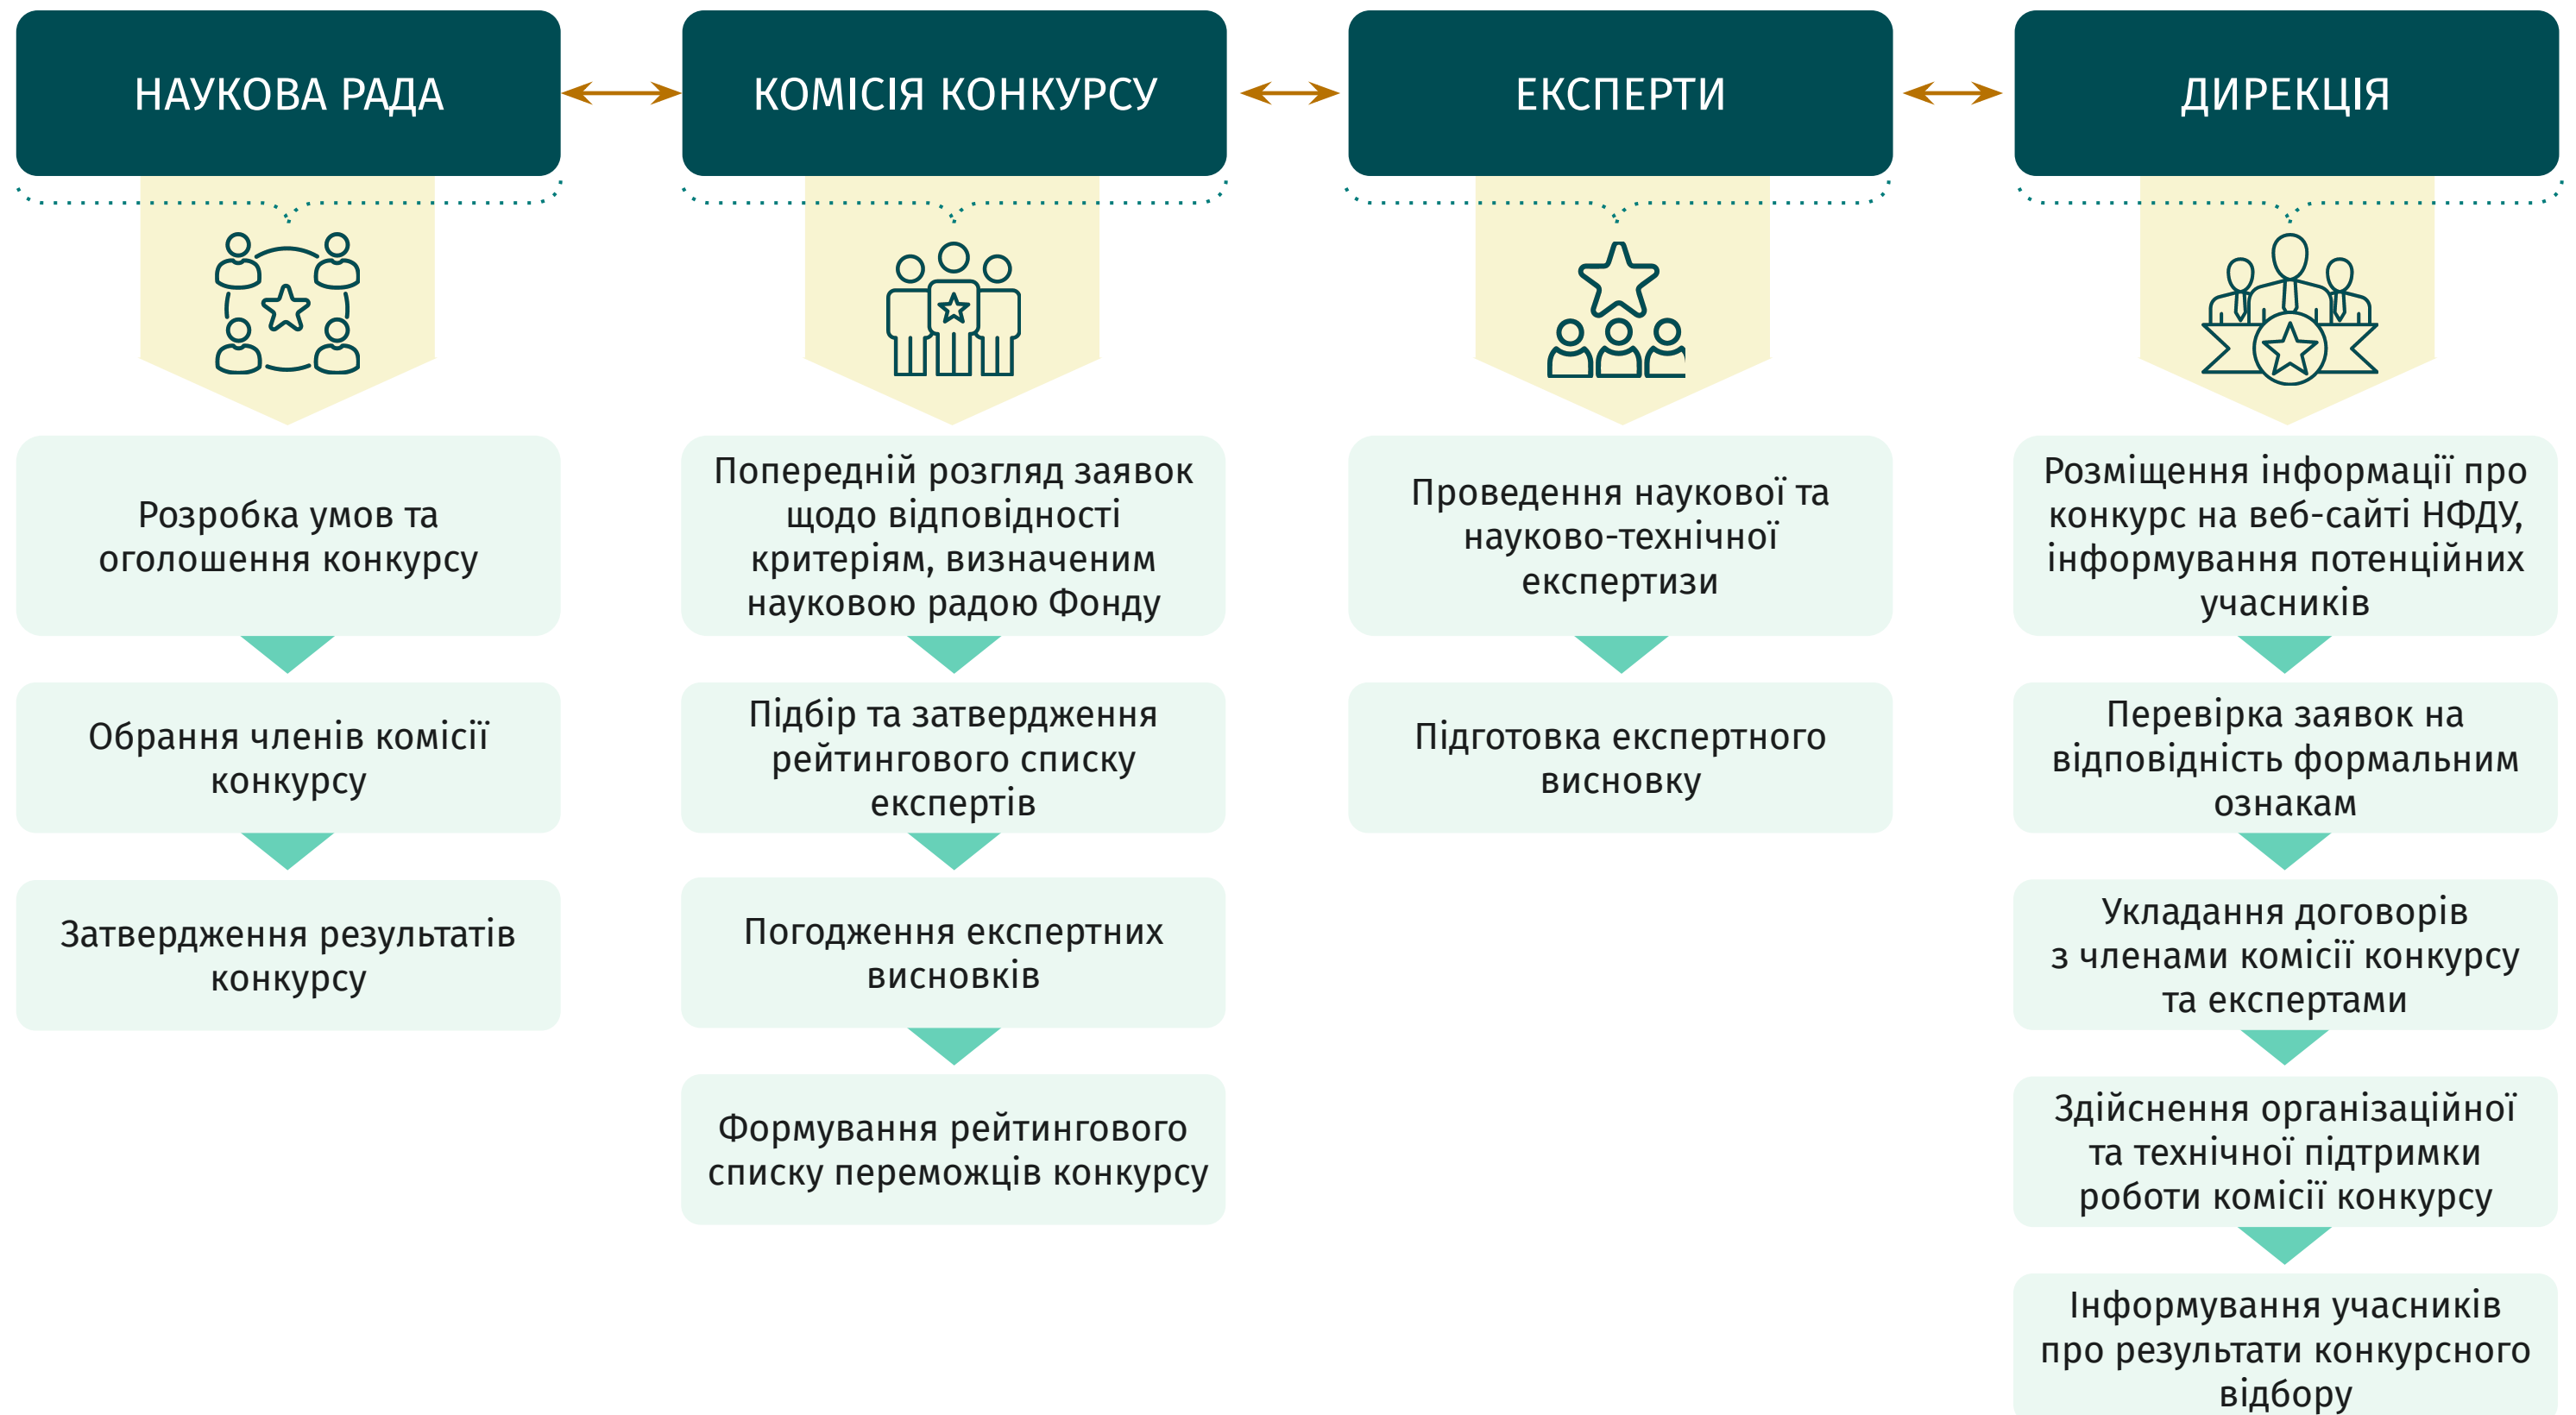 НАУКОВА РАДА
КОМІСІЯ КОНКУРСУ
ЕКСПЕРТИ
ДИРЕКЦІЯ
Розробка умов та
оголошення конкурсу
Обрання членів комісії
конкурсу
Затвердження результатів
конкурсу
Попередній розгляд заявок
щодо відповідності
критеріям, визначеним
науковою радою Фонду
Підбір та затвердження
рейтингового списку
експертів
Погодження експертних
висновків
Формування рейтингового
списку переможців конкурсу
Проведення наукової та
науково-технічної
експертизи
Підготовка експертного
висновку
Розміщення інформації про
конкурс на веб-сайті НФДУ,
інформування потенційних
учасників
Перевірка заявок на
відповідність формальним
ознакам
Укладання договорів
з членами комісії конкурсу
та експертами
Здійснення організаційної
та технічної підтримки
роботи комісії конкурсу
Інформування учасників
про результати конкурсного
відбору